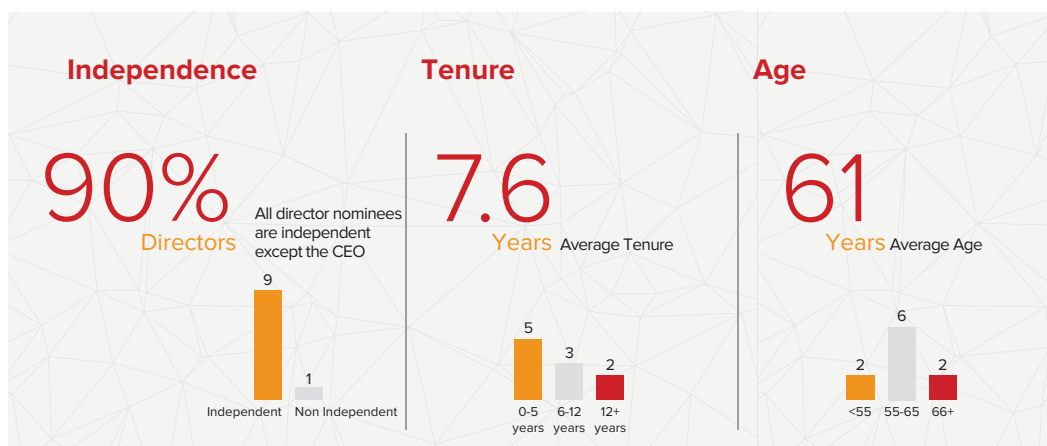 Independence
90%
Directors
All director nominees
are independent
except the CEO
9
1
Independent
Non Independent
Tenure
7.6
Years Average Tenure
5
3
2
0-5
years
6-12
years
12+
years
Age
61
Years Average Age
2
6
2
<55
55-65
66+